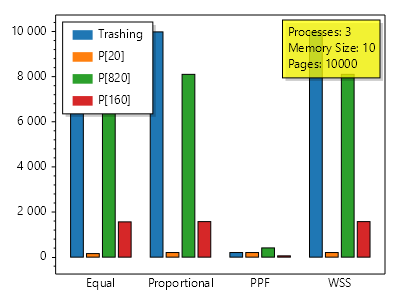 10 000
8 000
6 000
4 000
2 000
0
Trashing
P[20]
P[820]
P[160]
Processes: 3
Memory Size: 10
Pages: 10000
Equal
Proportional
PPF
WSS